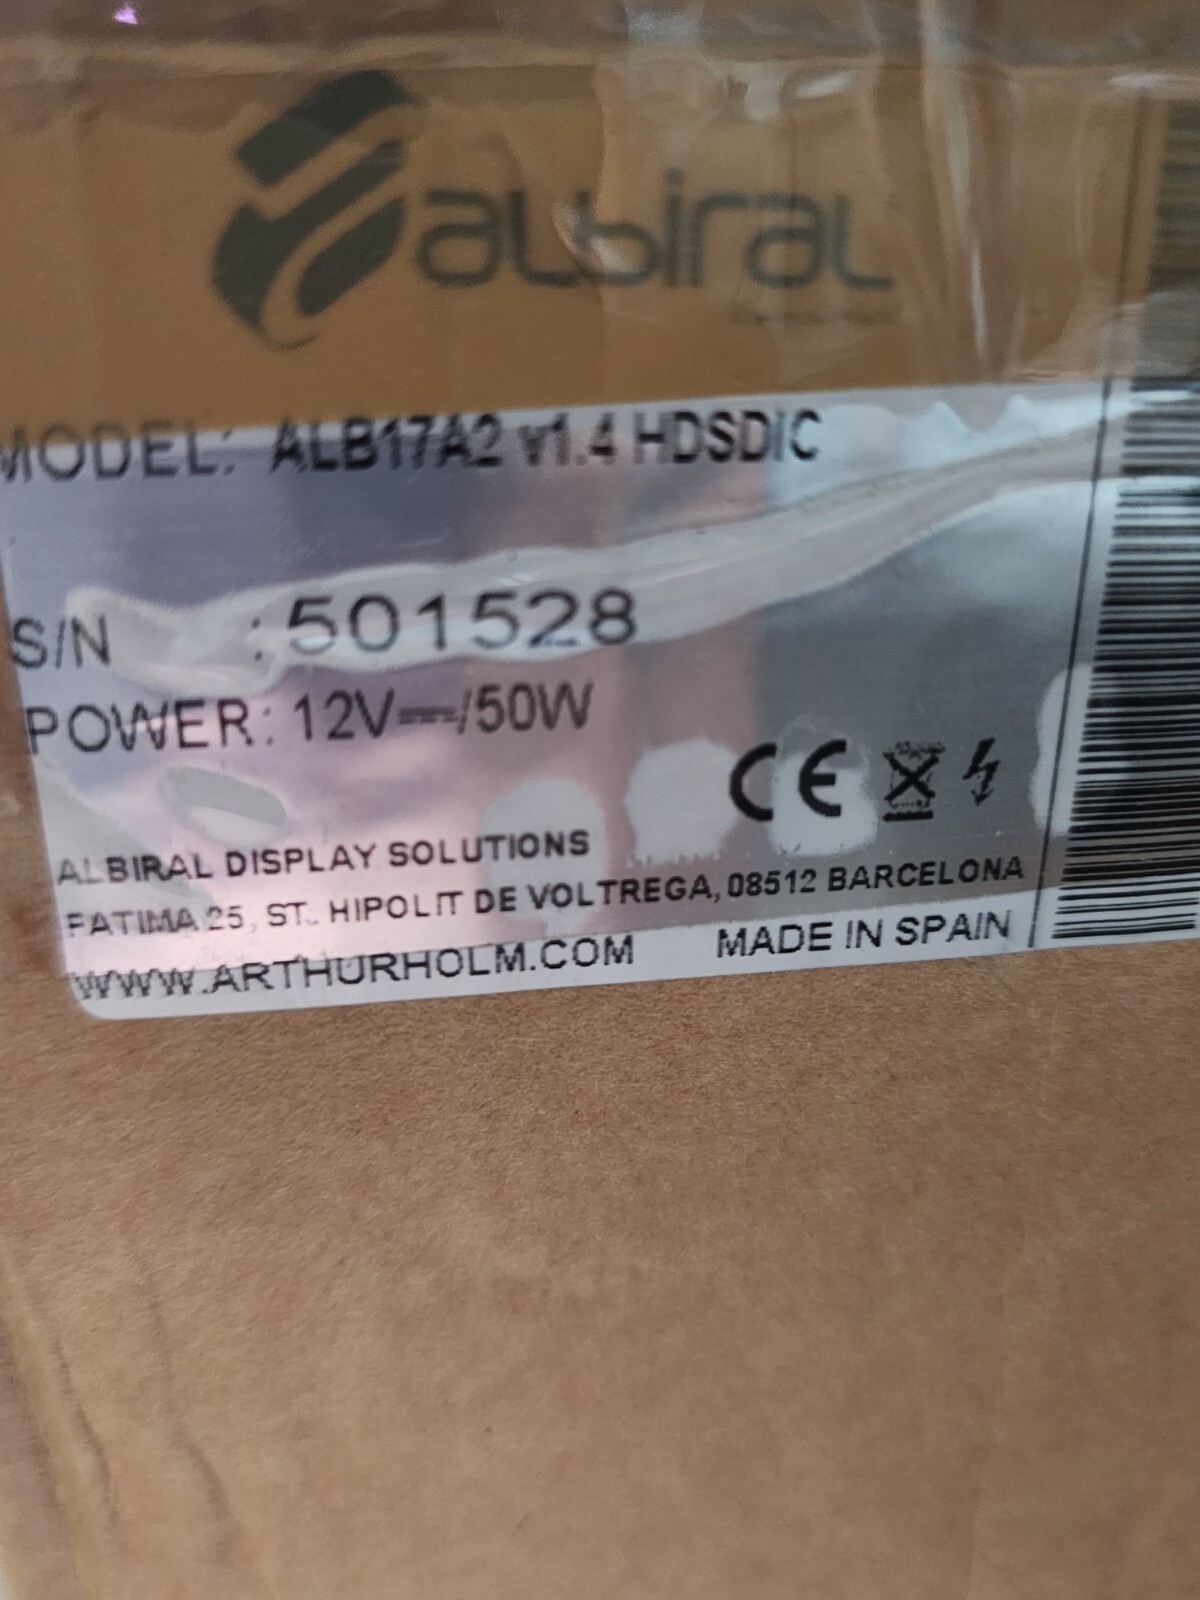 albiral
MODEL: ALB17A2 v1.4 HDSDIC
S/N : 501528
POWER: 12V⎓/50W
CE
ALBIRAL DISPLAY SOLUTIONS
FATIMA 25, ST. HIPOLIT DE VOLTREGA, 08512 BARCELONA
WWW.ARTHURHOLM.COM MADE IN SPAIN